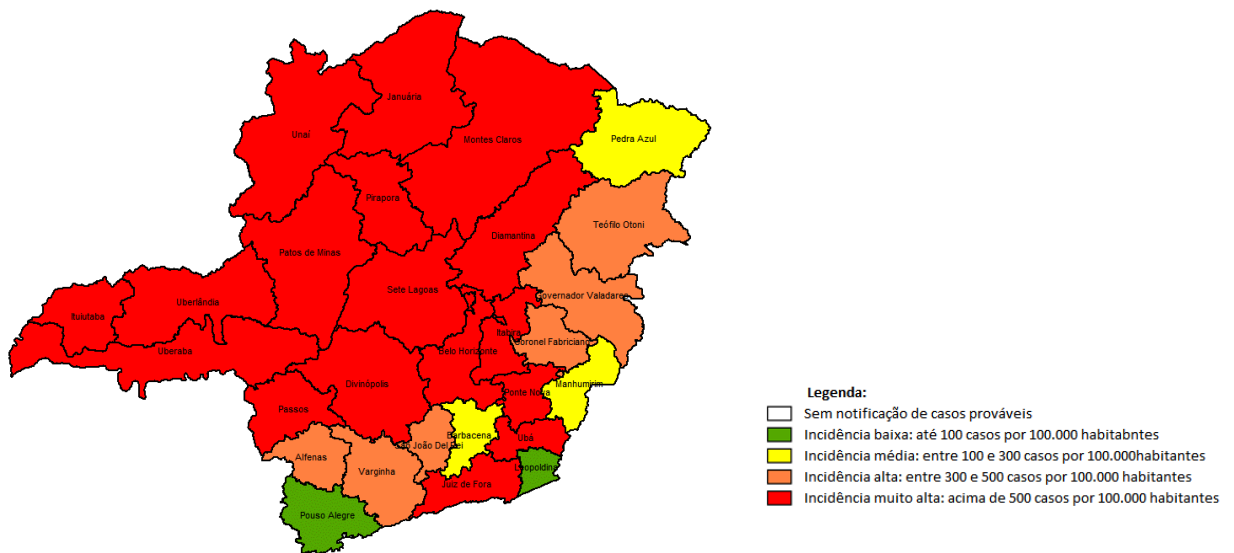 Januária
Unaí
Montes Claros
Pedra Azul
Pirapora
Teófilo Otoni
Diamantina
Patos de Minas
Sete Lagoas
Governador Valadares
Uberlândia
Ituiutaba
Itabira
Coronel Fabriciano
Uberaba
Belo Horizonte
Divinópolis
Manhumirim
Ponte Nova
Passos
Barbacena
Ubá
São João Del Rei
Alfenas
Varginha
Leopoldina
Juiz de Fora
Pouso Alegre
Legenda:
Sem notificação de casos prováveis
Incidência baixa: até 100 casos por 100.000 habitabntes
Incidência média: entre 100 e 300 casos por 100.000habitantes
Incidência alta: entre 300 e 500 casos por 100.000 habitantes
Incidência muito alta: acima de 500 casos por 100.000 habitantes